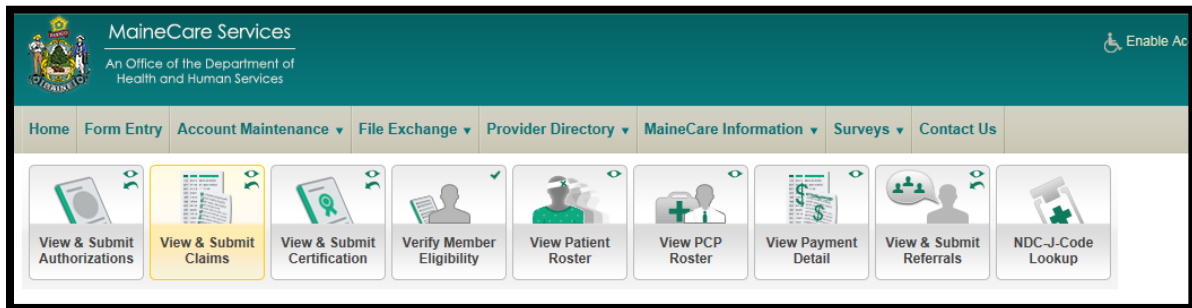 MaineCare Services
An Office of the Department of
Health and Human Services
Enable Ac
Home Form Entry Account Maintenance File Exchange Provider Directory MaineCare Information Surveys Contact Us
View & Submit
Authorizations
View & Submit
Claims
View & Submit
Certification
Verify Member
Eligibility
View Patient
Roster
View PCP
Roster
View Payment
Detail
View & Submit
Referrals
NDC-J-Code
Lookup